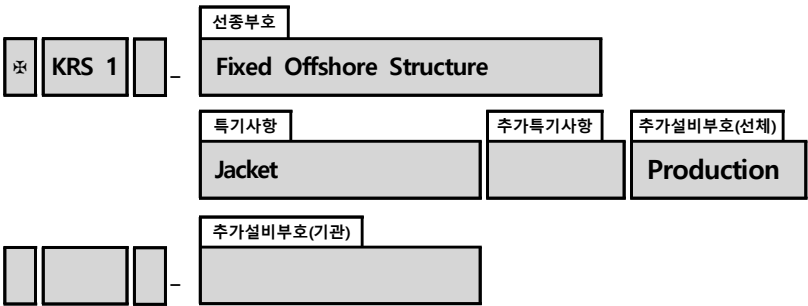 선종부호
✠ KRS 1 – Fixed Offshore Structure
특기사항 추가특기사항 추가설비부호(선체)
Jacket Production
추가설비부호(기관)
–